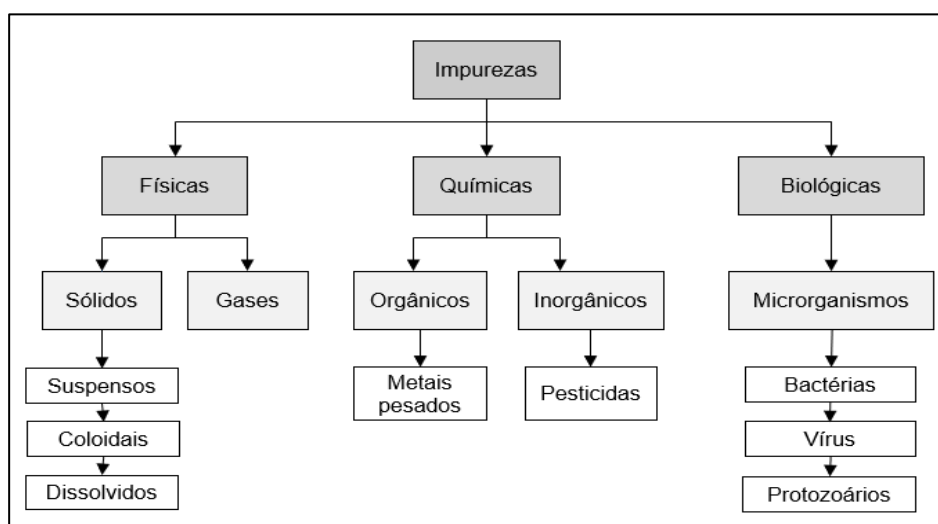 Impurezas
Físicas
Químicas
Biológicas
Sólidos
Gases
Orgânicos
Inorgânicos
Microrganismos
Suspensos
Metais
pesados
Pesticidas
Bactérias
Coloidais
Vírus
Dissolvidos
Protozoários